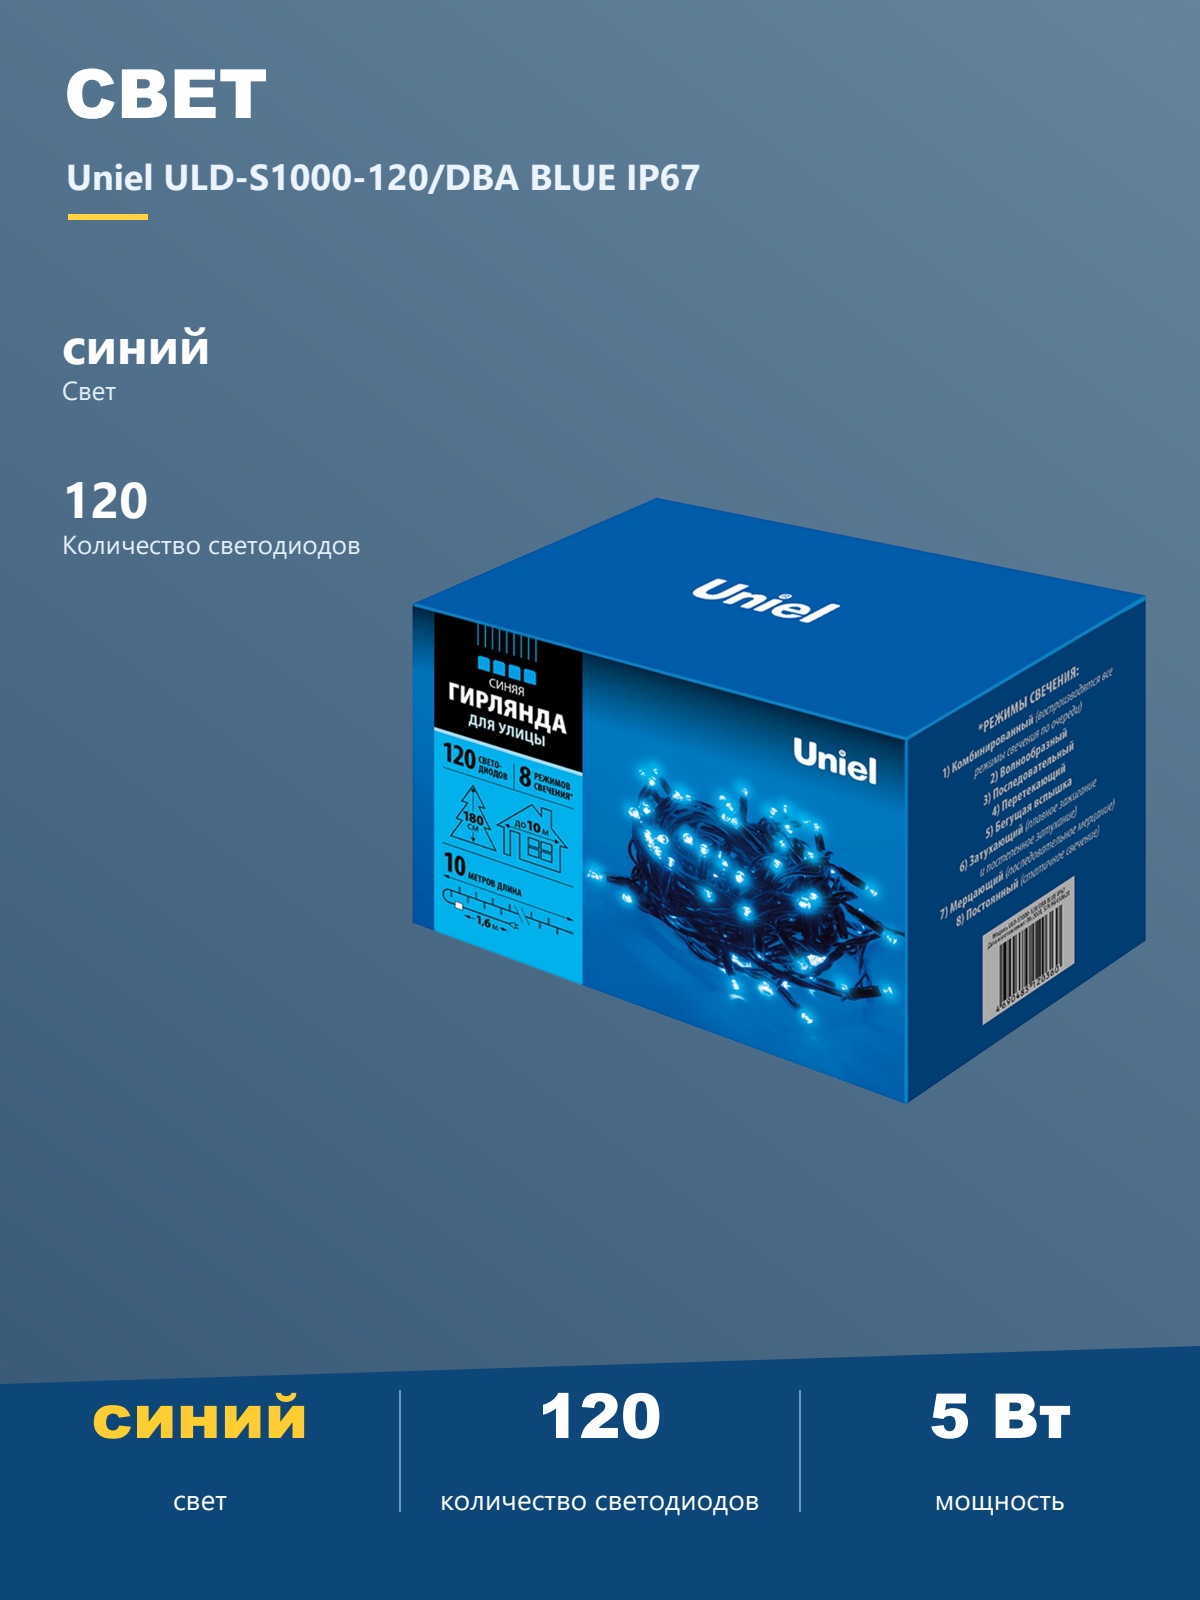 СВЕТ
Uniel ULD-S1000-120/DBA BLUE IP67
синий
Свет
120
Количество светодиодов
Uniel
СИНЯЯ
ГИРЛЯНДА
ДЛЯ УЛИЦЫ
120 СВЕТО-ДИОДОВ
8 РЕЖИМОВ СВЕЧЕНИЯ*
180 СМ
до 10 м
10 МЕТРОВ ДЛИНА
1,6 м
Uniel
*РЕЖИМЫ СВЕЧЕНИЯ:
1) Комбинированный (воспроизводятся все
режимы свечения по очереди)
2) Волнообразный
3) Последовательный
4) Перетекающий
5) Бегущая вспышка
6) Затухающий (плавное зажигание
и постепенное затухание)
7) Мерцающий (последовательное мерцание)
8) Постоянный (статичное свечение)
4690485120360
синий
свет
120
количество светодиодов
5 Вт
мощность